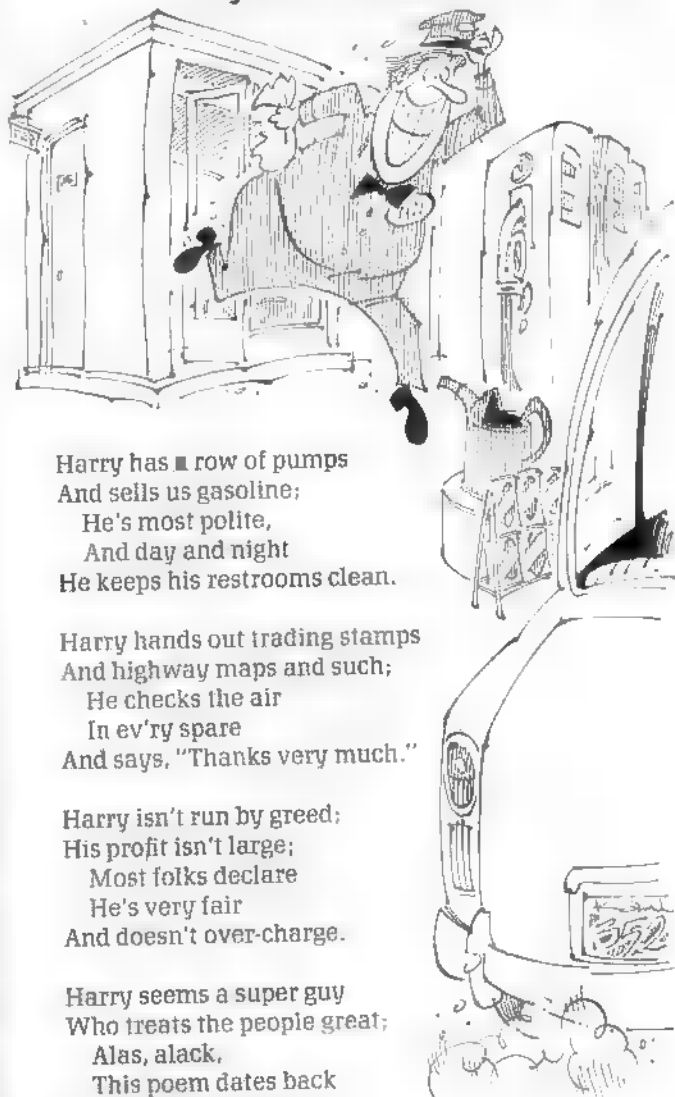 Harry has a row of pumps
And sells us gasoline;
He's most polite,
And day and night
He keeps his restrooms clean.

Harry hands out trading stamps
And highway maps and such;
He checks the air
In ev'ry spare
And says, "Thanks very much."

Harry isn't run by greed;
His profit isn't large;
Most folks declare
He's very fair
And doesn't over-charge.

Harry seems a super guy
Who treats the people great;
Alas, alack,
This poem dates back